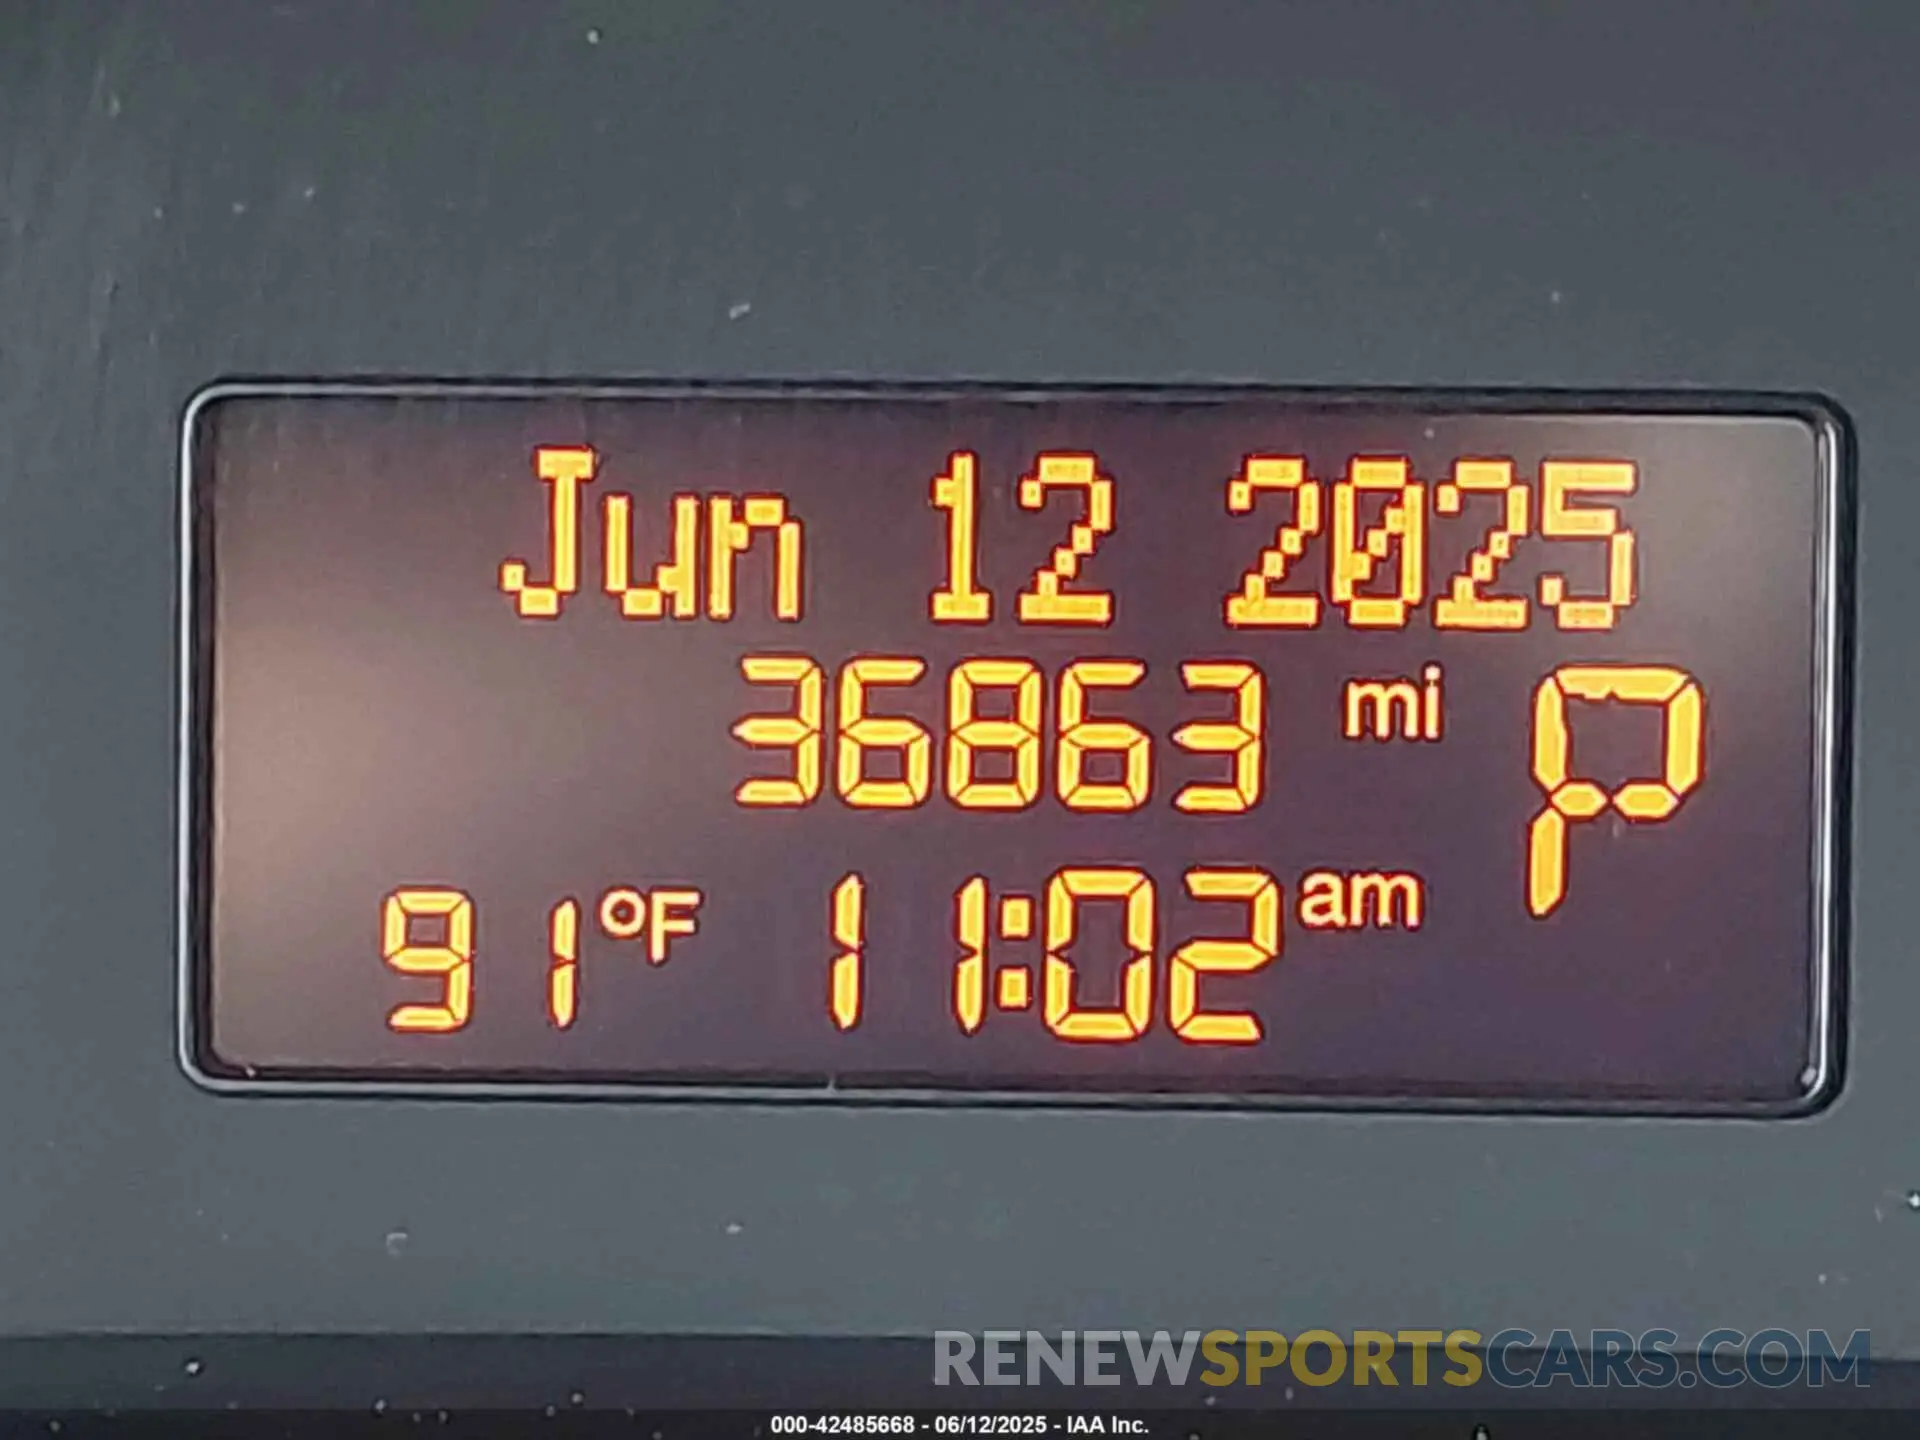 Jun 12 2025
36863 mi P
91 °F 11:02 am
RENEWSPORTSCARS.COM
000-42485668 - 06/12/2025 - IAA Inc.